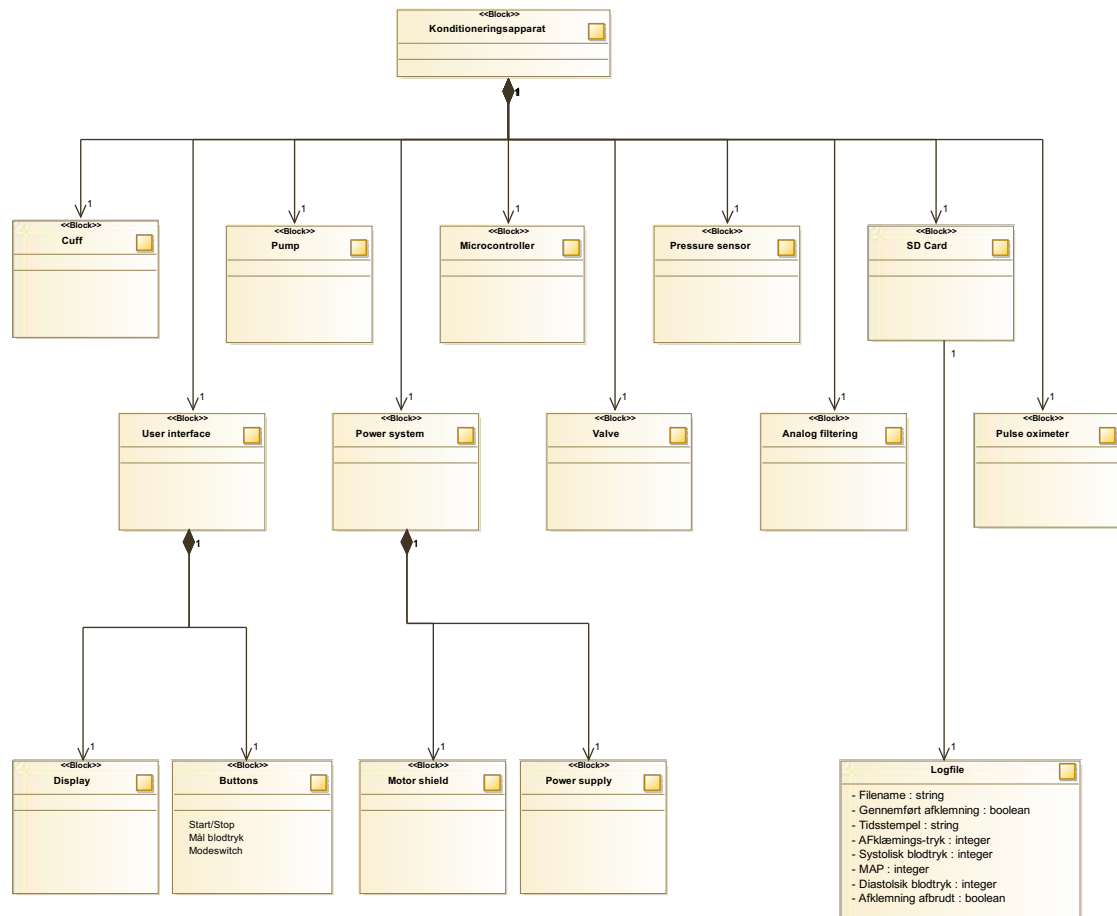 <<Block>>
Konditioneringsapparat
1
1
1
1
1
1
1
1
1
1
1
<<Block>>
Cuff
<<Block>>
Pump
<<Block>>
Microcontroller
<<Block>>
Pressure sensor
<<Block>>
SD Card
1
<<Block>>
User interface
<<Block>>
Power system
<<Block>>
Valve
<<Block>>
Analog filtering
<<Block>>
Pulse oximeter
1
1
1
1
1
1
1
<<Block>>
Display
<<Block>>
Buttons
Start/Stop
Mål blodtryk
Modeswitch
<<Block>>
Motor shield
<<Block>>
Power supply
Logfile
- Filename : string
- Gennemført afklemning : boolean
- Tidsstempel : string
- AFklæmings-tryk : integer
- Systolisk blodtryk : integer
- MAP : integer
- Diastolsik blodtryk : integer
- Afklemning afbrudt : boolean